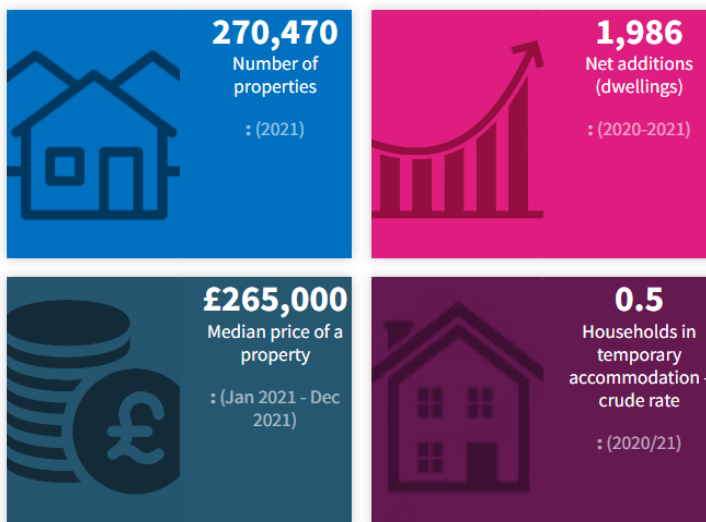 270,470
Number of
properties
: (2021)
1,986
Net additions
(dwellings)
: (2020-2021)
£265,000
Median price of a
property
: (Jan 2021 - Dec
2021)
£
0.5
Households in
temporary
accommodation -
crude rate
: (2020/21)